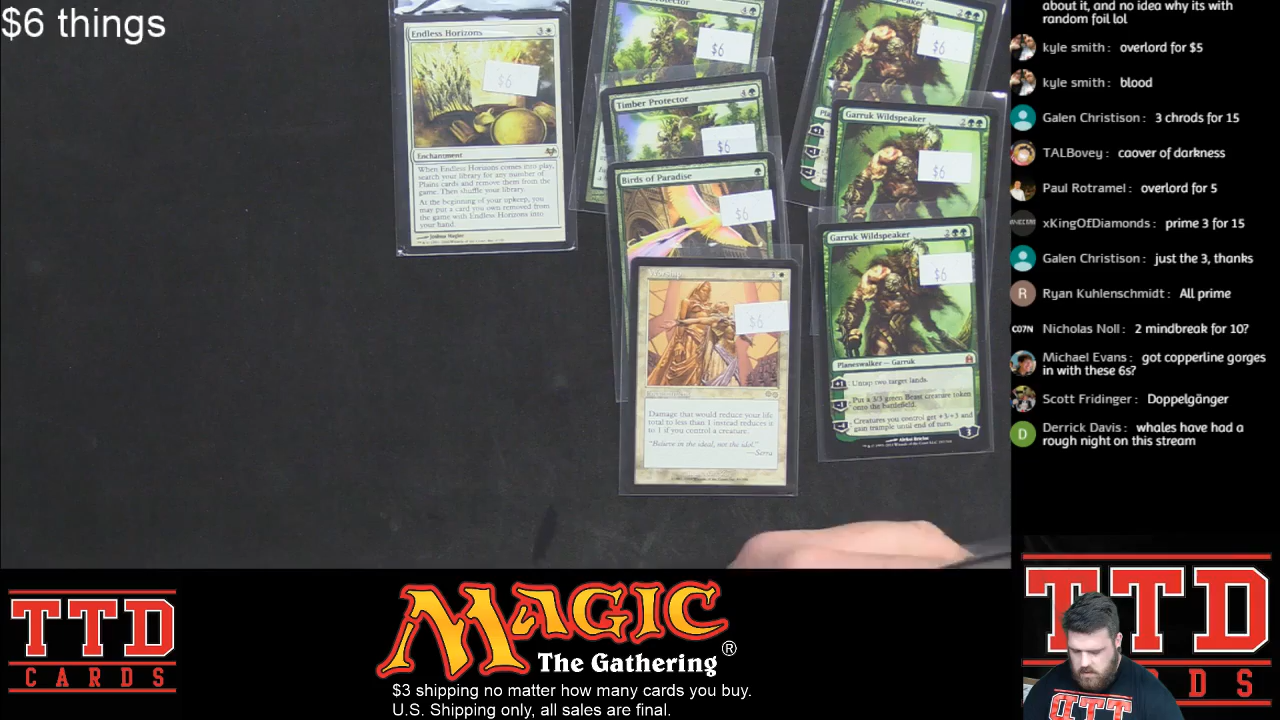 $6 things
Endless Horizons
$6
Enchantment
When Endless Horizons comes into play,
search your library for any number of
Plains cards and remove them from the
game. Then shuffle your library.
At the beginning of your upkeep, you
may put a card you own removed from
the game with Endless Horizons into
your hand.
Protector
$6
Timber Protector
$6
Birds of Paradise
$6
Worship
$6
Damage that would reduce your life
total to less than 1 instead reduces it
to 1 if you control a creature.
"Believe in the ideal, not the idol."
—Serra
$6
Garruk Wildspeaker
$6
Garruk Wildspeaker
$6
Planeswalker — Garruk
+1 : Untap two target lands.
-1 : Put a 3/3 green Beast creature token
onto the battlefield.
-4 : Creatures you control get +3/+3 and
gain trample until end of turn.
3
about it, and no idea why its with
random foil lol
kyle smith : overlord for $5
kyle smith : blood
Galen Christison : 3 chrods for 15
TALBovey : crown of darkness
Paul Rotramel : overlord for 5
xKingOfDiamondx : prime 3 for 15
Galen Christison : just the 3, thanks
R
Ryan Kuhlenschmidt : All prime
C07N
Nicholas Noll : 2 mindbreak for 10?
Michael Evans : got copperline gorges
in with these 6s?
Scott Fridinger : Doppelgänger
D
Derrick Davis : whales have had a
rough night on this stream
TTD
CARDS
MAGIC
The Gathering®
$3 shipping no matter how many cards you buy.
U.S. Shipping only, all sales are final.
TTD
DS